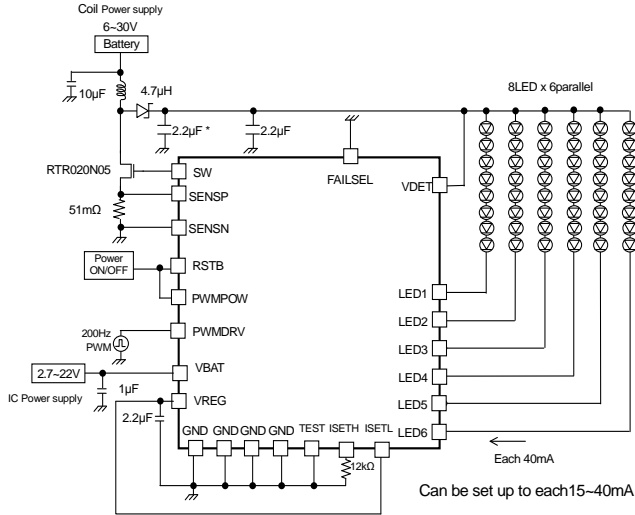 Coil Power supply
6~30V
Battery
10µF
4.7µH
8LED x 6parallel
2.2µF *
2.2µF
RTR020N05
SW
FAILSEL
VDET
SENSP
51mΩ
SENSN
Power
ON/OFF
RSTB
PWMPOW
LED1
LED2
200Hz
PWM
PWMDRV
LED3
2.7~22V
VBAT
LED4
IC Power supply
1µF
VREG
LED5
2.2µF
GND GND GND GND TEST ISETH ISETL
LED6
12kΩ
Each 40mA
Can be set up to each15~40mA